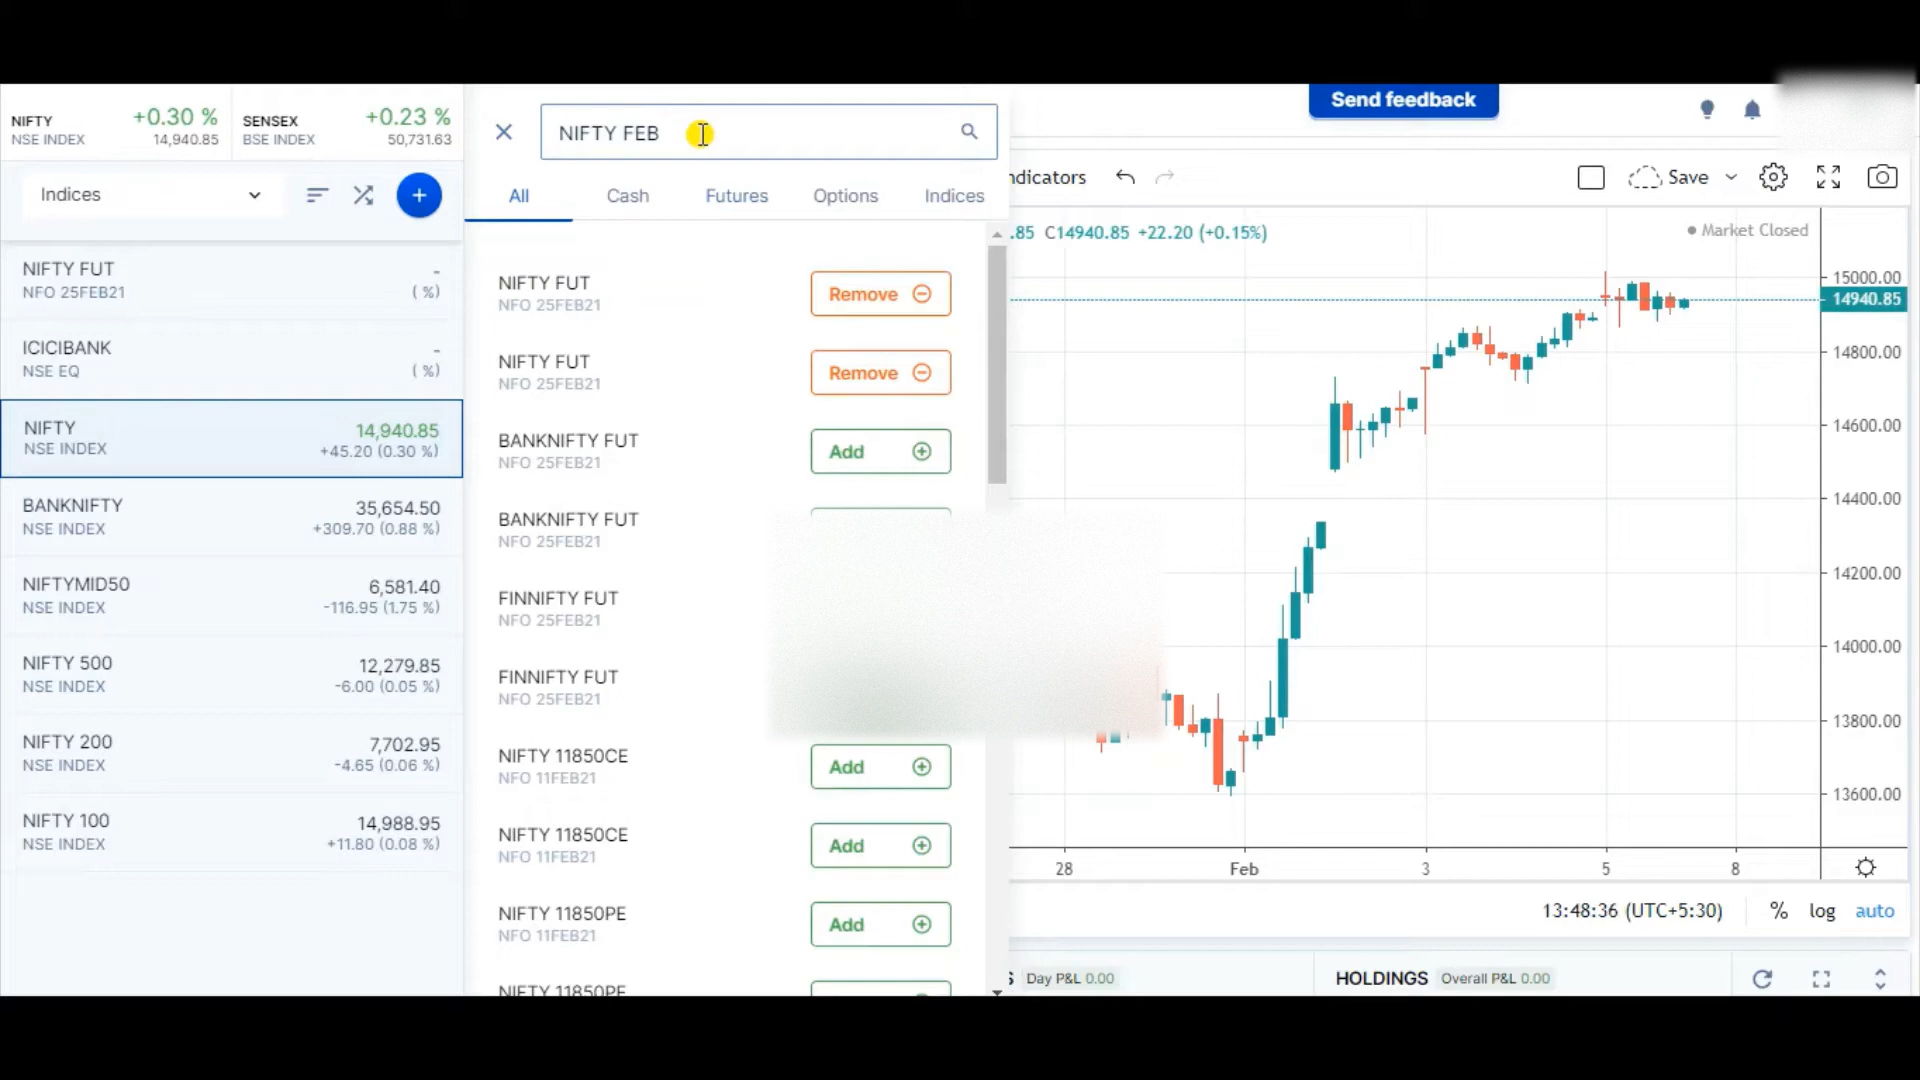 NIFTY +0.30 % SENSEX +0.23 %
NSE INDEX 14,940.85 BSE INDEX 50,731.63
Indices
NIFTY FUT -
NFO 25FEB21 ( %)
ICICIBANK -
NSE EQ ( %)
NIFTY 14,940.85
NSE INDEX +45.20 (0.30 %)
BANKNIFTY 35,654.50
NSE INDEX +309.70 (0.88 %)
NIFTYMID50 6,581.40
NSE INDEX -116.95 (1.75 %)
NIFTY 500 12,279.85
NSE INDEX -6.00 (0.05 %)
NIFTY 200 7,702.95
NSE INDEX -4.65 (0.06 %)
NIFTY 100 14,988.95
NSE INDEX +11.80 (0.08 %)
NIFTY FEB
All Cash Futures Options Indices
NIFTY FUT Remove
NFO 25FEB21
NIFTY FUT Remove
NFO 25FEB21
BANKNIFTY FUT Add
NFO 25FEB21
BANKNIFTY FUT
NFO 25FEB21
FINNIFTY FUT
NFO 25FEB21
FINNIFTY FUT
NFO 25FEB21
NIFTY 11850CE Add
NFO 11FEB21
NIFTY 11850CE Add
NFO 11FEB21
NIFTY 11850PE Add
NFO 11FEB21
NIFTY 11850PE
Send feedback
ndicators Save
.85 C14940.85 +22.20 (+0.15%) Market Closed
15000.00
14940.85
14800.00
14600.00
14400.00
14200.00
14000.00
13800.00
13600.00
28 Feb 3 5 8
13:48:36 (UTC+5:30) % log auto
S Day P&L 0.00 HOLDINGS Overall P&L 0.00